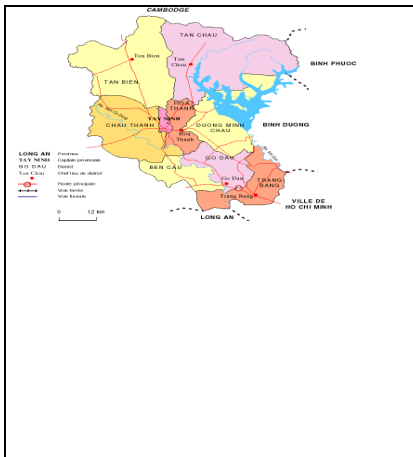 CAMBODGE
TAN CHAU
Tan Bien
Tan
Chau
BINH PHUOC
TAN BIEN
HOA
THANH
TAY NINH
CHAU THANH
DUONG MINH
CHAU
BINH DUONG
Hoa
Thanh
GO DAU
BEN CAU
Go Dau
TRANG
BANG
Trang Bang
VILLE DE
HO CHI MINH
LONG AN
LONG AN Province
TAY NINH Capitale provinciale
GO DAU District
Tan Chau Chef lieu de district
Route principale
Voie ferrée
Voie fluviale
0 12 km